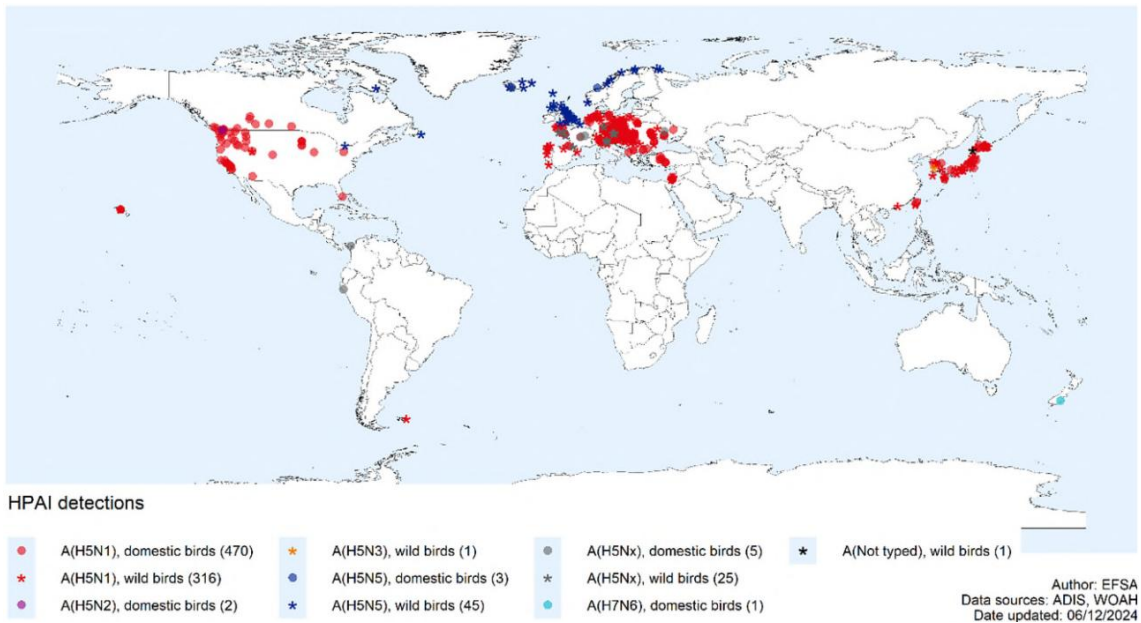 HPAI detections
A(H5N1), domestic birds (470)
A(H5N1), wild birds (316)
A(H5N2), domestic birds (2)
A(H5N3), wild birds (1)
A(H5N5), domestic birds (3)
A(H5N5), wild birds (45)
A(H5Nx), domestic birds (5)
A(H5Nx), wild birds (25)
A(H7N6), domestic birds (1)
A(Not typed), wild birds (1)
Author: EFSA
Data sources: ADIS, WOAH
Date updated: 06/12/2024